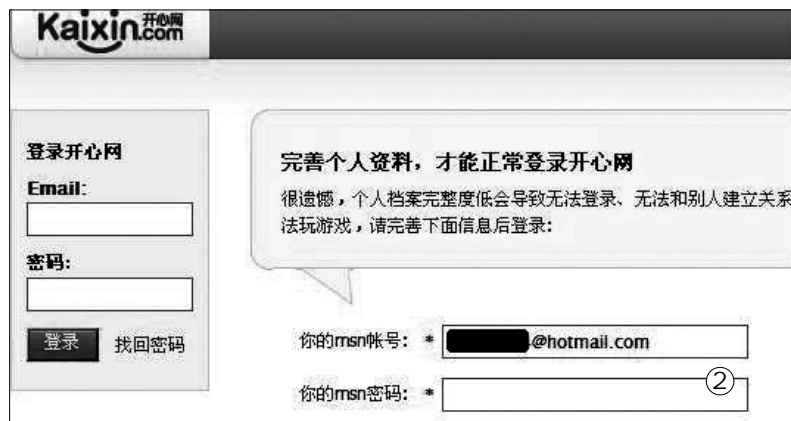 Kaixin.com 开心网
登录开心网
Email:
密码:
登录 找回密码
完善个人资料，才能正常登录开心网
很遗憾，个人档案完整度低会导致无法登录、无法和别人建立关系
法玩游戏，请完善下面信息后登录：
你的msn帐号： * @hotmail.com
你的msn密码： * ②